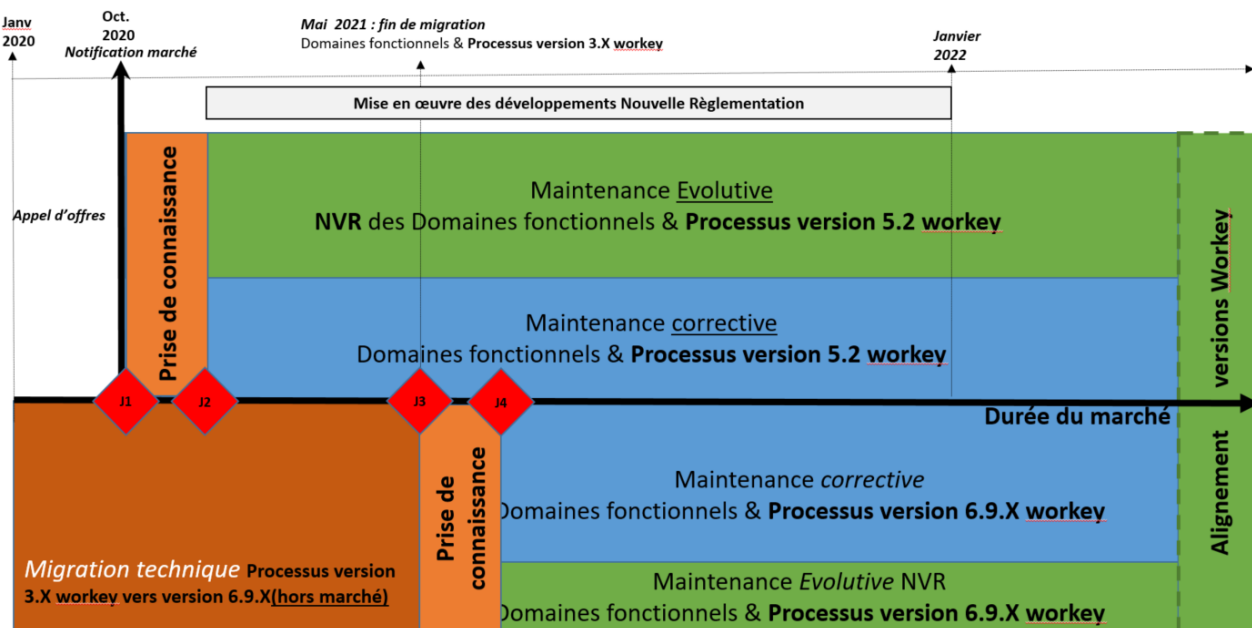 Janv
2020
Oct.
2020
Notification marché
Mai 2021 : fin de migration
Domaines fonctionnels & Processus version 3.X workey
Janvier
2022
Mise en œuvre des développements Nouvelle Règlementation
Appel d’offres
Prise de connaissance
Maintenance Evolutive
NVR des Domaines fonctionnels & Processus version 5.2 workey
Maintenance corrective
Domaines fonctionnels & Processus version 5.2 workey
J1
J2
J3
J4
Durée du marché
Migration technique Processus version
3.X workey vers version 6.9.X(hors marché)
Prise de
connaissance
Maintenance corrective
Domaines fonctionnels & Processus version 6.9.X workey
Maintenance Evolutive NVR
Domaines fonctionnels & Processus version 6.9.X workey
Alignement versions Workey